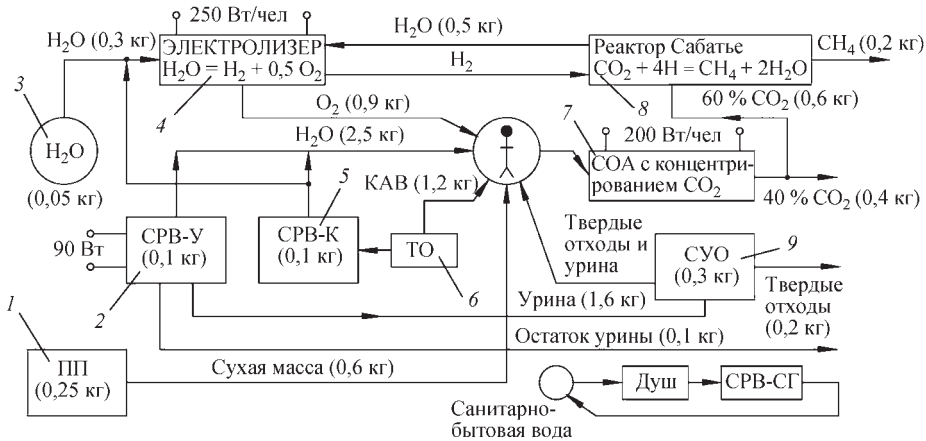 250 Вт/чел
H₂O (0,3 кг)
ЭЛЕКТРОЛИЗЕР
H₂O = H₂ + 0,5 O₂
4
H₂O (0,5 кг)
H₂
Реактор Сабатье
CO₂ + 4H = CH₄ + 2H₂O
8
CH₄ (0,2 кг)
60 % CO₂ (0,6 кг)
3
H₂O
(0,05 кг)
O₂ (0,9 кг)
H₂O (2,5 кг)
7
200 Вт/чел
СОА с концентри-
рованием CO₂
40 % CO₂ (0,4 кг)
5
КАВ (1,2 кг)
90 Вт
СРВ-У
(0,1 кг)
2
СРВ-К
(0,1 кг)
ТО
6
Твердые
отходы и
урина
СУО
(0,3 кг)
9
Твердые
отходы
(0,2 кг)
Урина (1,6 кг)
Остаток урины (0,1 кг)
1
ПП
(0,25 кг)
Сухая масса (0,6 кг)
Душ
СРВ-СГ
Санитарно-
бытовая вода